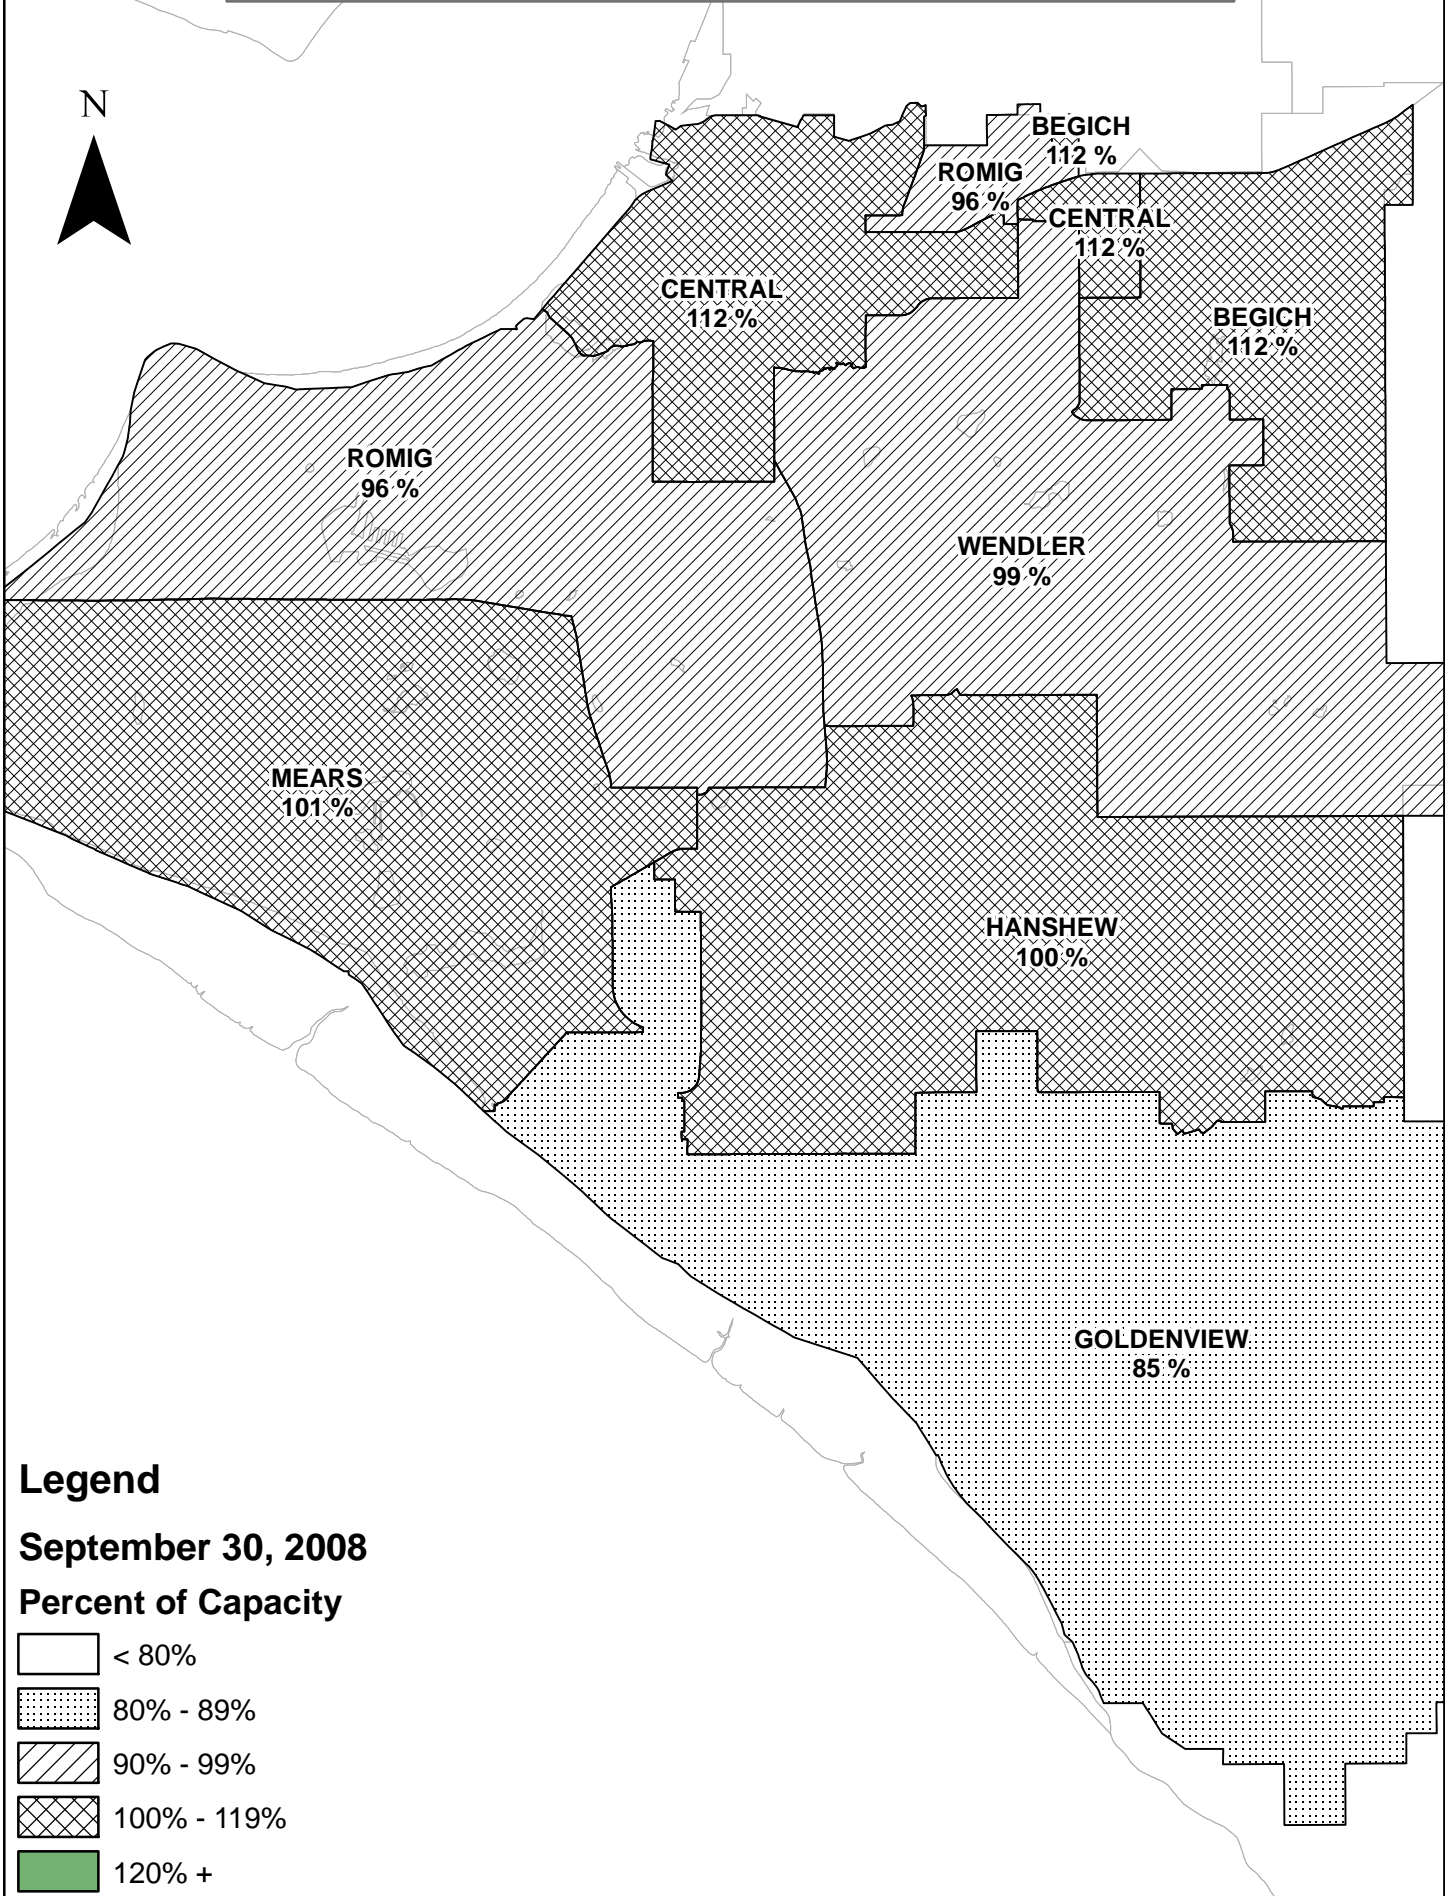 N
BEGICH
112 %
ROMIG
96 %
CENTRAL
112 %
CENTRAL
112 %
BEGICH
112 %
ROMIG
96 %
WENDLER
99 %
MEARS
101 %
HANSHEW
100 %
GOLDENVIEW
85 %
Legend
September 30, 2008
Percent of Capacity
< 80%
80% - 89%
90% - 99%
100% - 119%
120% +